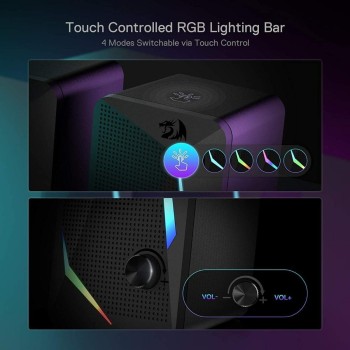 Touch Controlled RGB Lighting Bar
4 Modes Switchable via Touch Control
VOL- − + VOL+